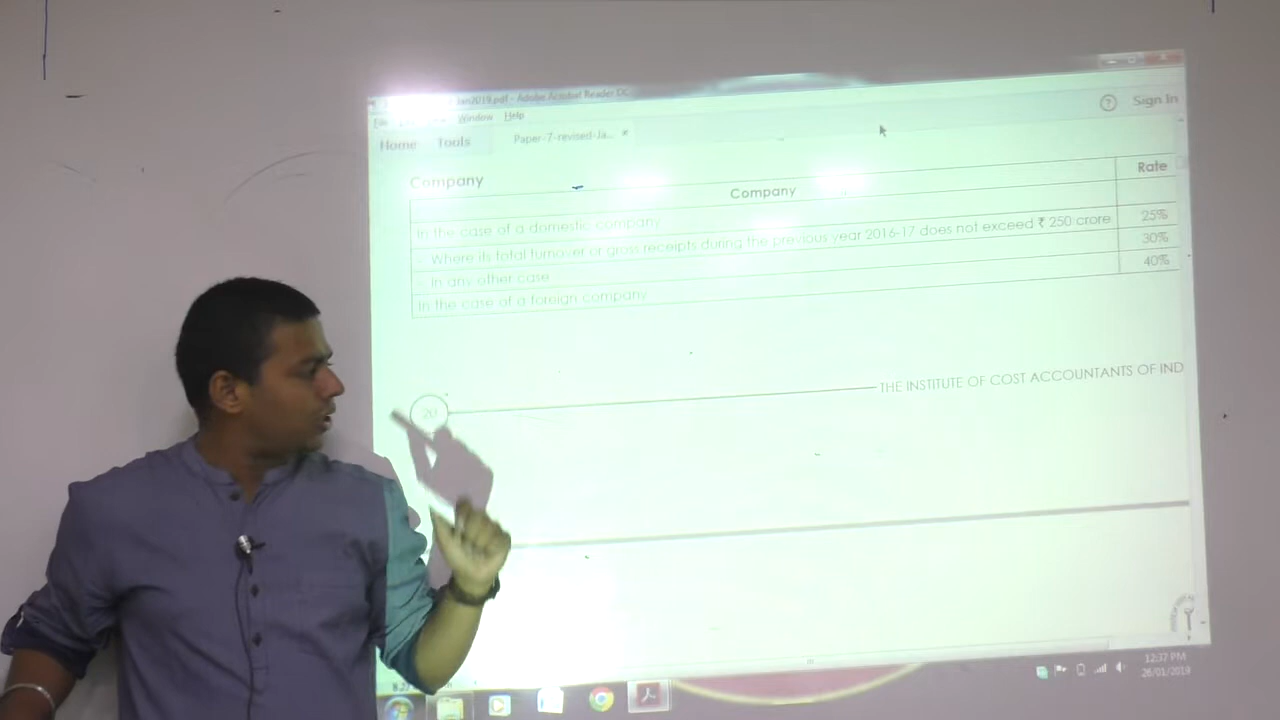 Jan2019.pdf - Adobe Acrobat Reader DC
Window Help
Home Tools Paper-7-revised-Ja... × ? Sign In
Company
Company Rate
In the case of a domestic company
- Where its total turnover or gross receipts during the previous year 2016-17 does not exceed ₹ 250 crore 25%
- In any other case 30%
In the case of a foreign company 40%
20 THE INSTITUTE OF COST ACCOUNTANTS OF IND
12:37 PM
26/01/2019